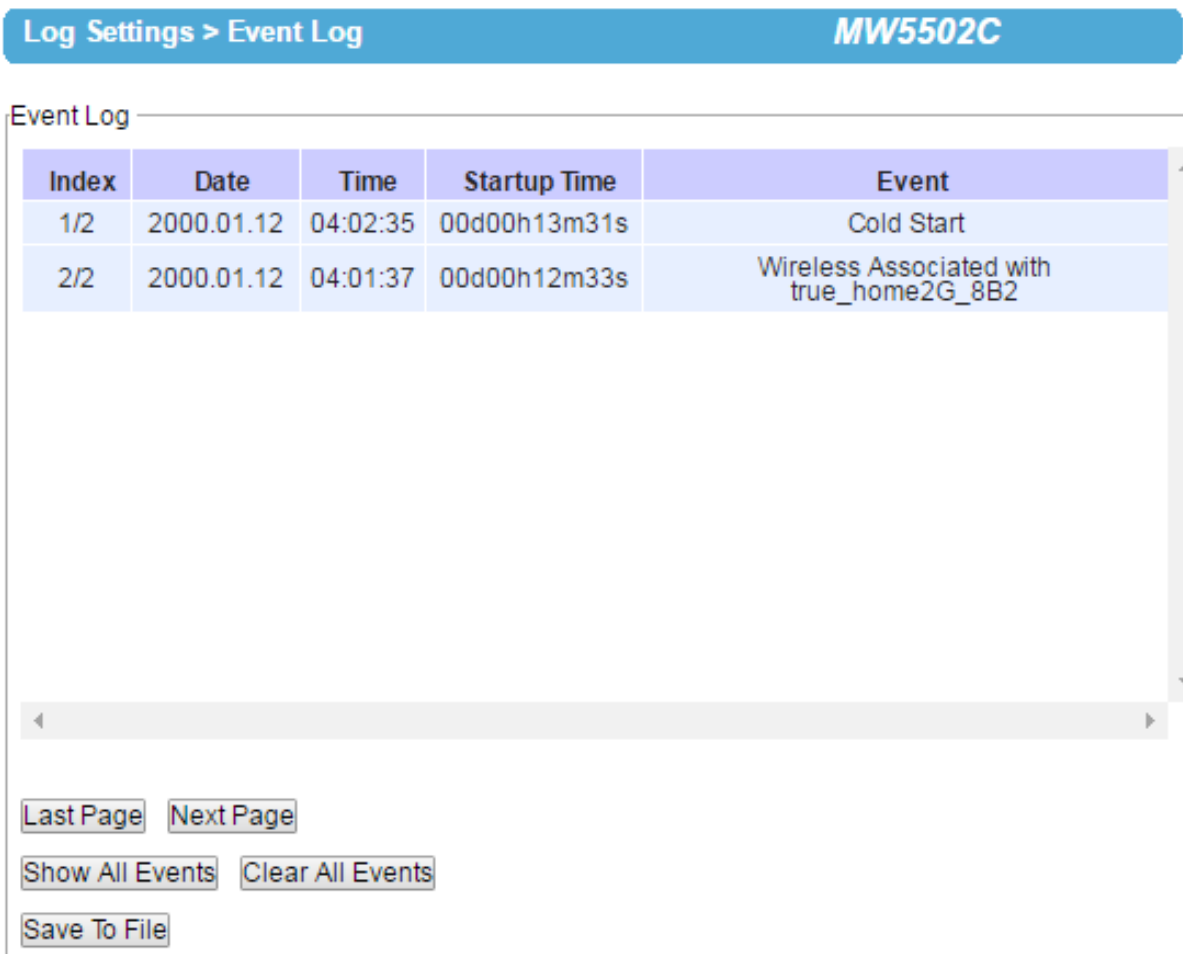 Log Settings > Event Log MW5502C
Event Log
Index Date Time Startup Time Event
1/2 2000.01.12 04:02:35 00d00h13m31s Cold Start
2/2 2000.01.12 04:01:37 00d00h12m33s Wireless Associated with
true_home2G_8B2
Last Page Next Page
Show All Events Clear All Events
Save To File